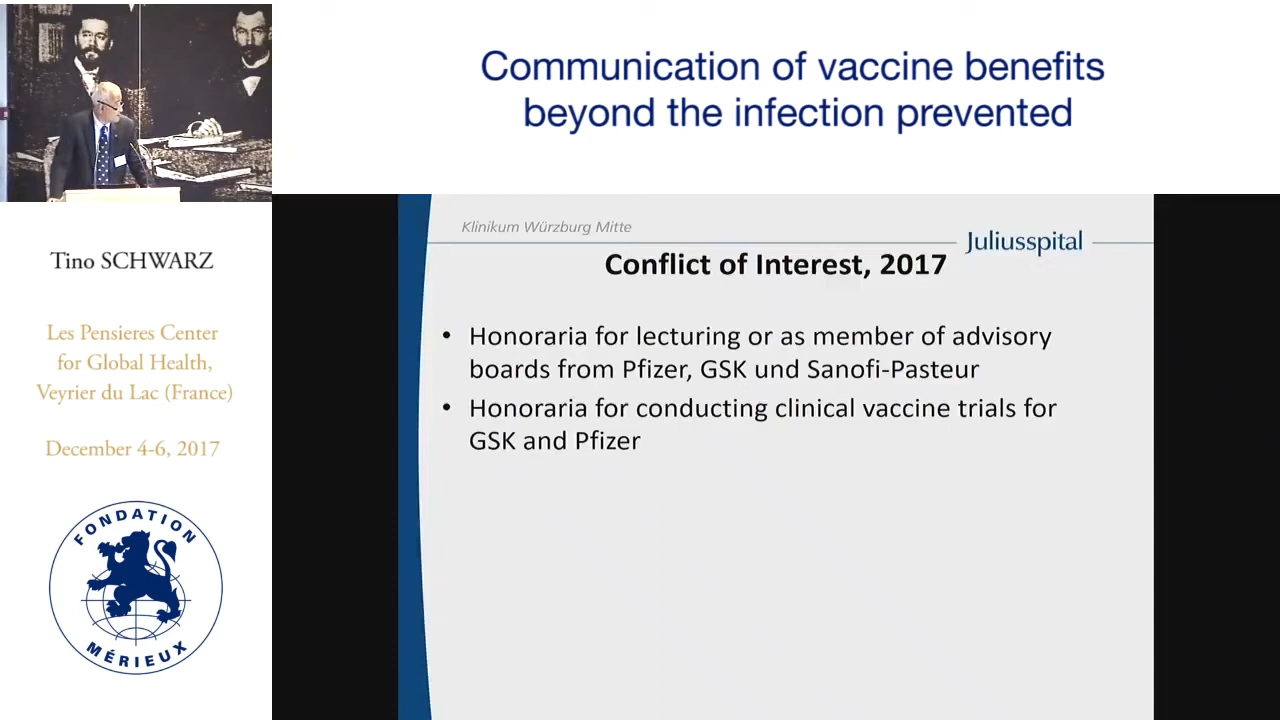 Communication of vaccine benefits
beyond the infection prevented
Tino SCHWARZ
Les Pensieres Center
for Global Health,
Veyrier du Lac (France)
December 4-6, 2017
FONDATION
MÉRIEUX
Klinikum Würzburg Mitte
Juliusspital
Conflict of Interest, 2017
• Honoraria for lecturing or as member of advisory
boards from Pfizer, GSK und Sanofi-Pasteur
• Honoraria for conducting clinical vaccine trials for
GSK and Pfizer